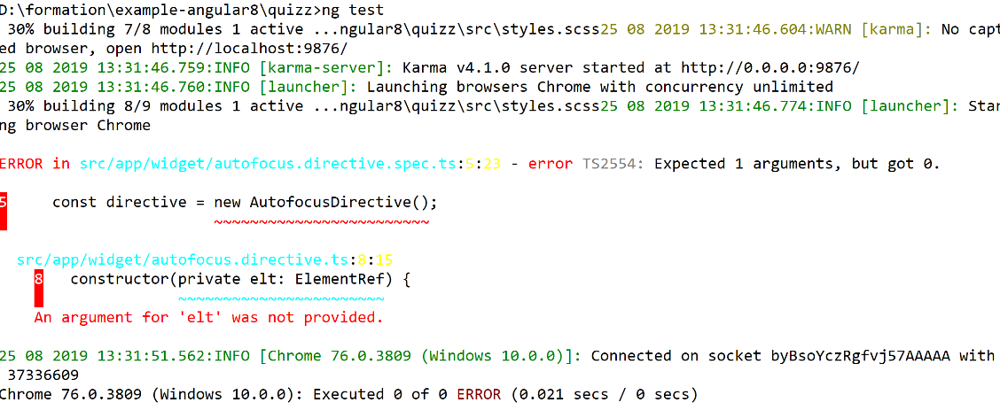 D:\formation\example-angular8\quizz>ng test
30% building 7/8 modules 1 active ...ngular8\quizz\src\styles.scss25 08 2019 13:31:46.604:WARN [karma]: No capt
ed browser, open http://localhost:9876/
25 08 2019 13:31:46.759:INFO [karma-server]: Karma v4.1.0 server started at http://0.0.0.0:9876/
25 08 2019 13:31:46.760:INFO [launcher]: Launching browsers Chrome with concurrency unlimited
30% building 8/9 modules 1 active ...ngular8\quizz\src\styles.scss25 08 2019 13:31:46.774:INFO [launcher]: Star
ng browser Chrome
ERROR in src/app/widget/autofocus.directive.spec.ts:5:23 - error TS2554: Expected 1 arguments, but got 0.
5 const directive = new AutofocusDirective();
~~~~~~~~~~~~~~~~~~~~~~~~
src/app/widget/autofocus.directive.ts:8:15
8 constructor(private elt: ElementRef) {
~~~~~~~~~~~~~~~~~~~~~~~
An argument for 'elt' was not provided.
25 08 2019 13:31:51.562:INFO [Chrome 76.0.3809 (Windows 10.0.0)]: Connected on socket byBsoYczRgfvj57AAAAA with
37336609
Chrome 76.0.3809 (Windows 10.0.0): Executed 0 of 0 ERROR (0.021 secs / 0 secs)